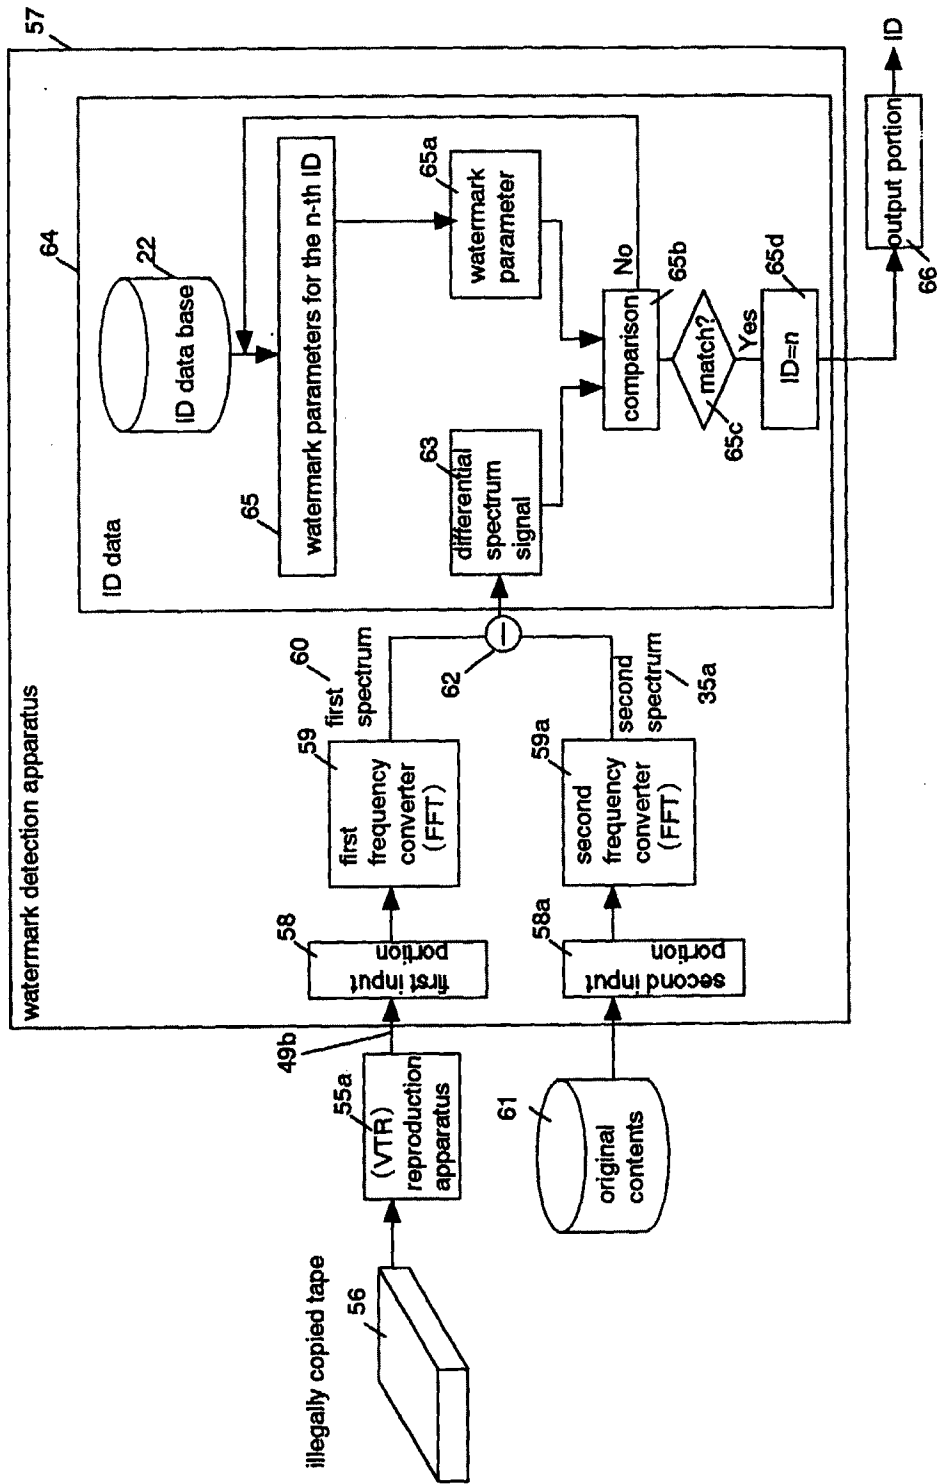 57
watermark detection apparatus
64
ID data
22
ID data base
65
watermark parameters for the n-th ID
65a
watermark
parameter
63
differential
spectrum
signal
comparison
No
65b
match?
65c
Yes
ID=n
65d
output portion
66
ID
60
first
spectrum
62
second
spectrum
35a
59
first
frequency
converter
(FFT)
59a
second
frequency
converter
(FFT)
58
first input
portion
58a
second input
portion
49b
55a
(VTR)
reproduction
apparatus
61
original
contents
illegally copied tape
56